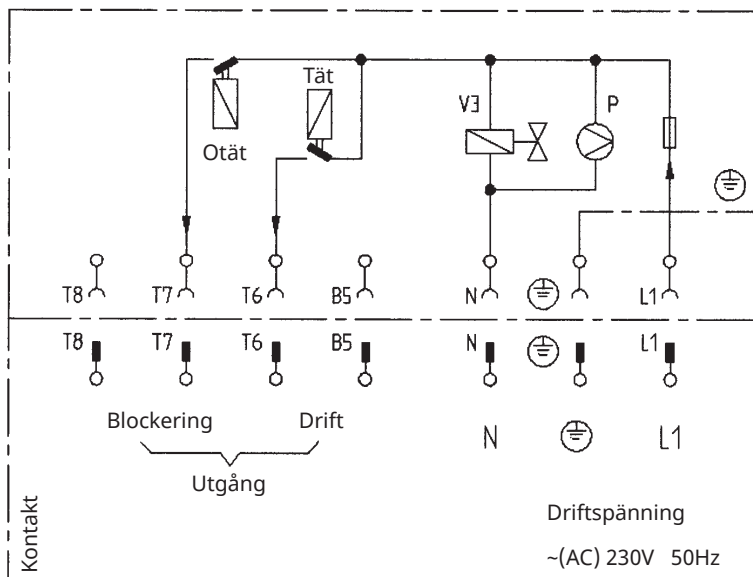 Tät
V3
P
Otät
T8 T7 T6 B5 N L1
T8 T7 T6 B5 N L1
Blockering Drift N L1
Utgång
Kontakt
Driftspänning
~(AC) 230V 50Hz